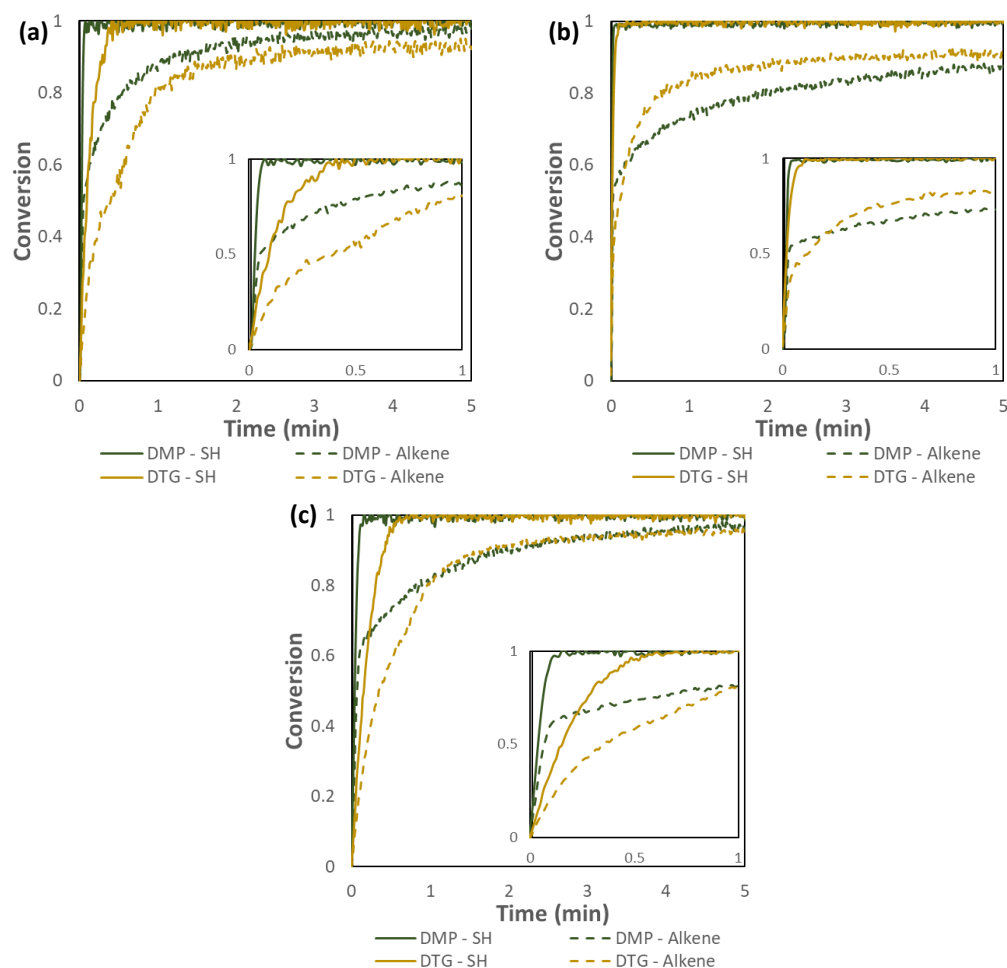 (a)
1
0.8
0.6
0.4
0.2
0
Conversion
1
0.5
0
0 0.5 1
0 1 2 3 4 5
Time (min)
DMP - SH DMP - Alkene
DTG - SH DTG - Alkene
(b)
1
0.8
0.6
0.4
0.2
0
Conversion
1
0.5
0
0 0.5 1
0 1 2 3 4 5
Time (min)
DMP - SH DMP - Alkene
DTG - SH DTG - Alkene
(c)
1
0.8
0.6
0.4
0.2
0
Conversion
1
0.5
0
0 0.5 1
0 1 2 3 4 5
Time (min)
DMP - SH DMP - Alkene
DTG - SH DTG - Alkene